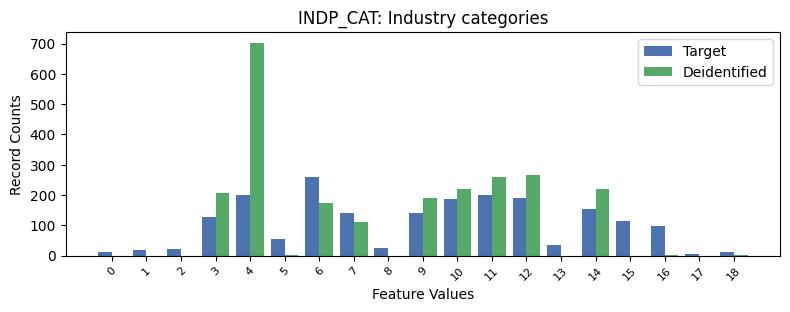 INDP_CAT: Industry categories
Target
Deidentified
Record Counts
700
600
500
400
300
200
100
0
0 1 2 3 4 5 6 7 8 9 10 11 12 13 14 15 16 17 18
Feature Values